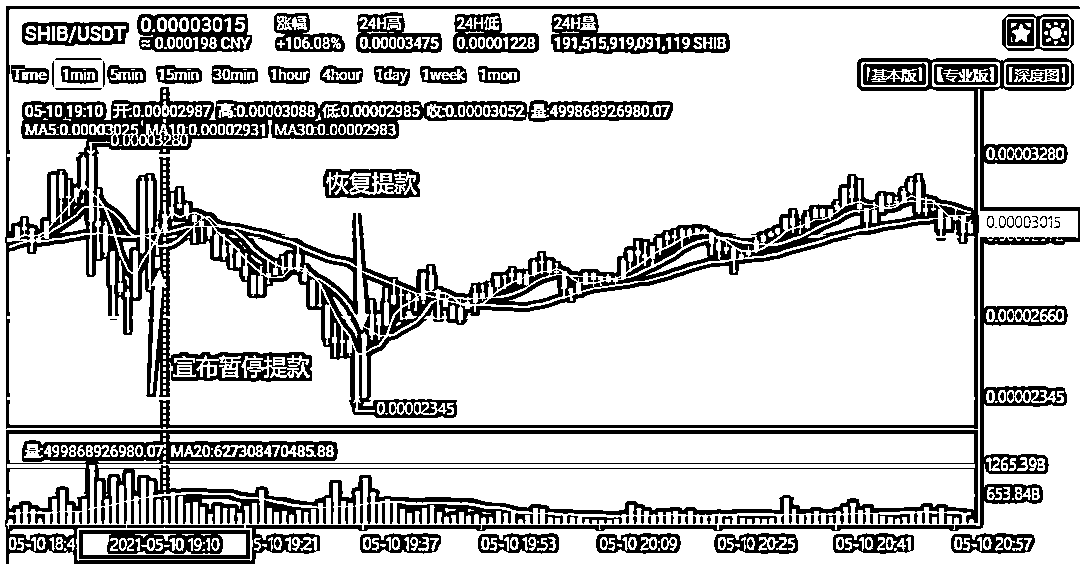 SHIB/USDT 0.00003015 涨幅 24H高 24H低 24H量
≈ 0.000198 CNY +106.08% 0.00003475 0.00001228 191,515,919,091,119 SHIB
Time 1min 5min 15min 30min 1hour 4hour 1day 1week 1mon 【基本版】 【专业版】 【深度图】
05-10 19:10 开:0.00002987 高:0.00003088 低:0.00002985 收:0.00003052 量:499868926980.07
MA5:0.00003025 MA10:0.00002931 MA30:0.00002983
0.00003280
0.00003280
恢复提款
0.00003015
0.00002660
宣布暂停提款
0.00002345
0.00002345
量:499868926980.07 MA20:627308470485.88
1265.39B
653.84B
05-10 18:4 2021-05-10 19:10 5-10 19:21 05-10 19:37 05-10 19:53 05-10 20:09 05-10 20:25 05-10 20:41 05-10 20:57